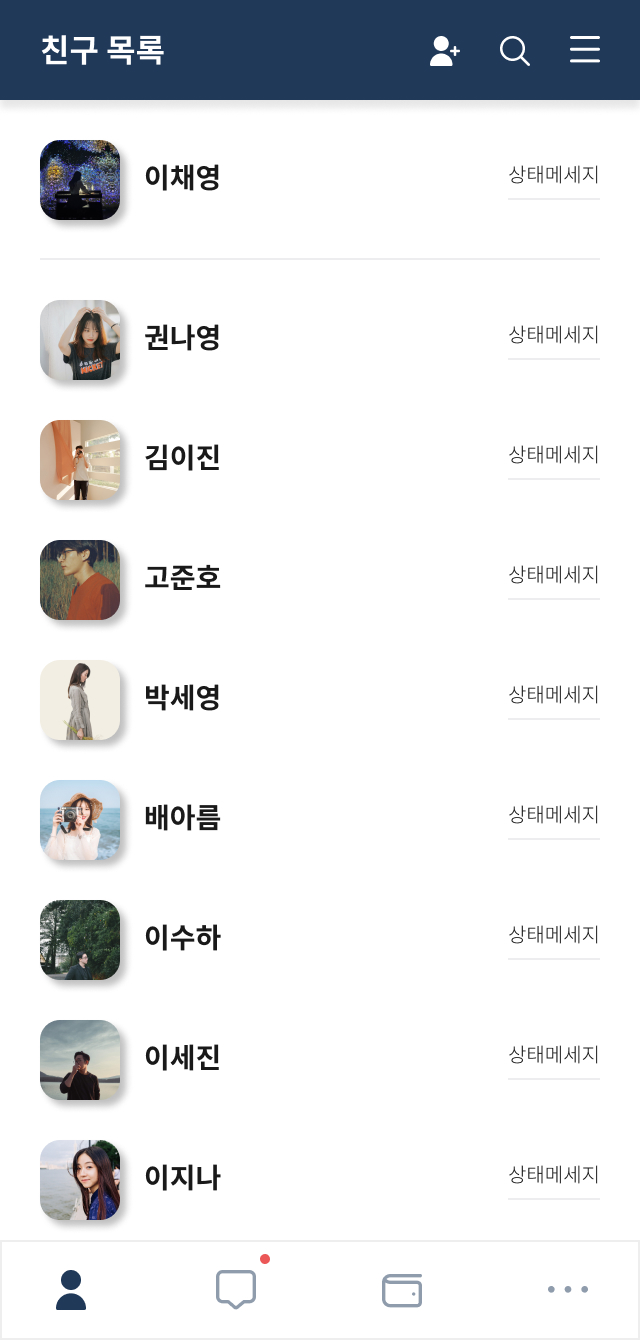 친구 목록
이채영 상태메세지
권나영 상태메세지
김이진 상태메세지
고준호 상태메세지
박세영 상태메세지
배아름 상태메세지
이수하 상태메세지
이세진 상태메세지
이지나 상태메세지